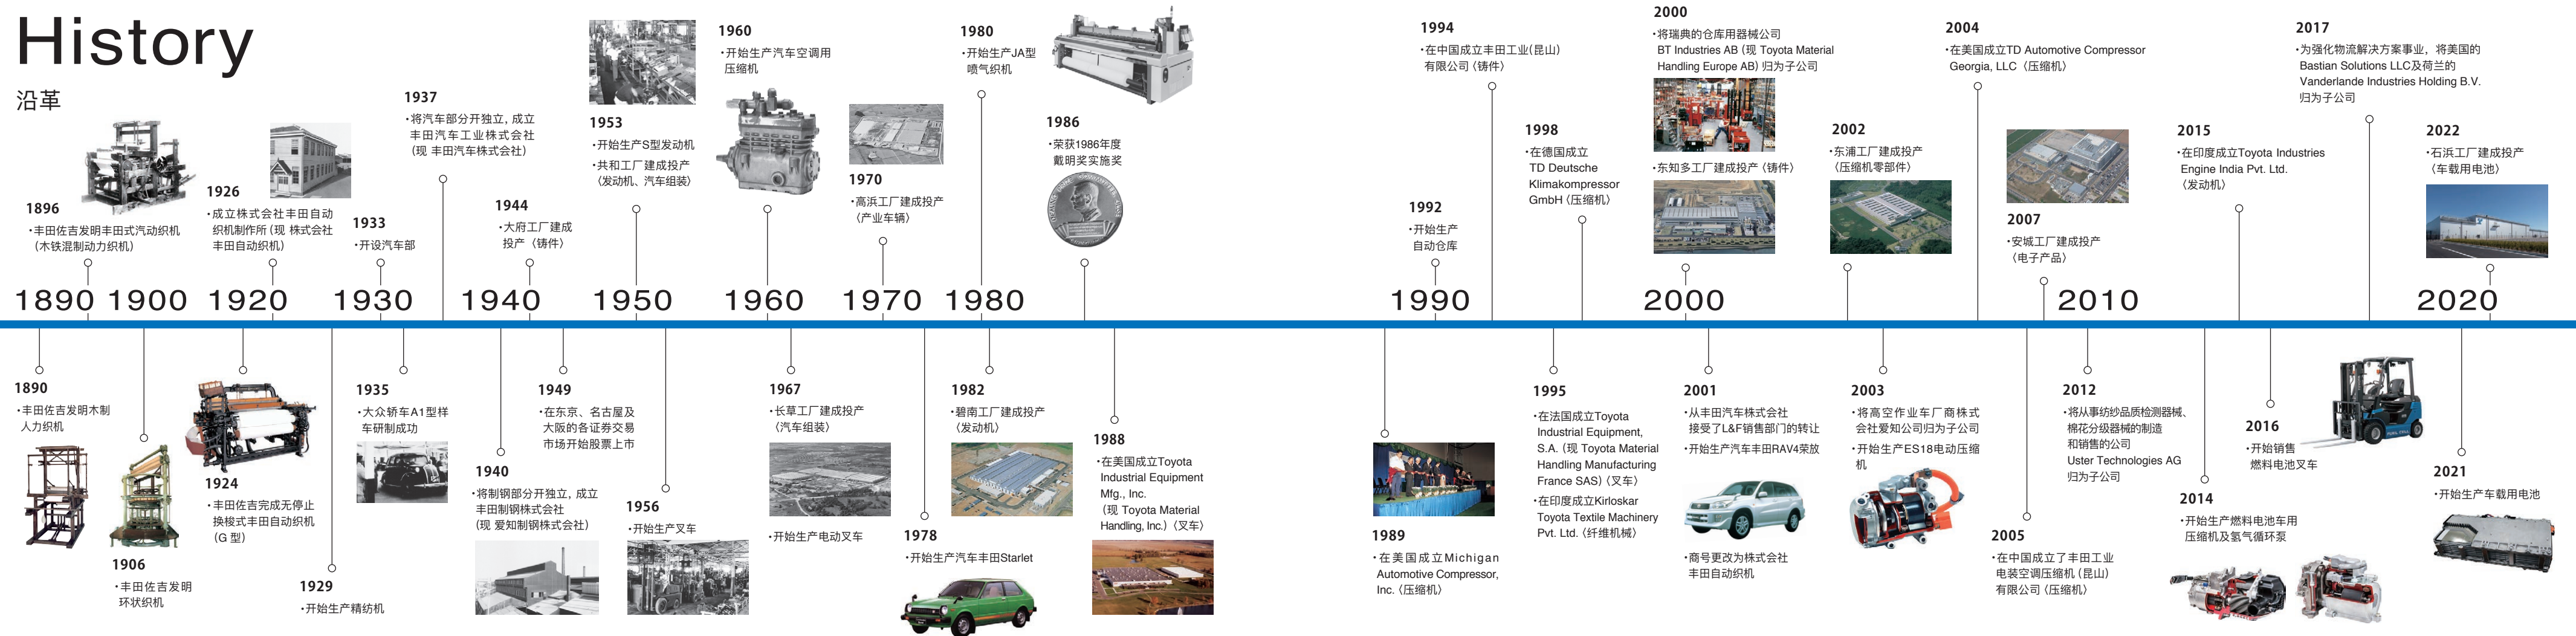 History
沿革
1896
・丰田佐吉发明丰田式汽动织机
（木铁混制动力织机）
1926
・成立株式会社丰田自动
织机制作所（现 株式会社
丰田自动织机）
1933
・开设汽车部
1937
・将汽车部分开独立，成立
丰田汽车工业株式会社
（现 丰田汽车株式会社）
1944
・大府工厂建成
投产〈铸件〉
1953
・开始生产S型发动机
・共和工厂建成投产
〈发动机、汽车组装〉
1960
・开始生产汽车空调用
压缩机
1970
・高浜工厂建成投产
〈产业车辆〉
1980
・开始生产JA型
喷气织机
1986
・荣获1986年度
戴明奖实施奖
1992
・开始生产
自动仓库
1994
・在中国成立丰田工业（昆山）
有限公司〈铸件〉
1998
・在德国成立
TD Deutsche
Klimakompressor
GmbH〈压缩机〉
2000
・将瑞典的仓库用器械公司
BT Industries AB（现 Toyota Material
Handling Europe AB）归为子公司
・东知多工厂建成投产〈铸件〉
2002
・东浦工厂建成投产
〈压缩机零部件〉
2004
・在美国成立TD Automotive Compressor
Georgia, LLC〈压缩机〉
2007
・安城工厂建成投产
〈电子产品〉
2015
・在印度成立Toyota Industries
Engine India Pvt. Ltd.
〈发动机〉
2017
・为强化物流解决方案事业，将美国的
Bastian Solutions LLC及荷兰的
Vanderlande Industries Holding B.V.
归为子公司
2022
・石浜工厂建成投产
〈车载用电池〉
1890 1900 1920 1930 1940 1950 1960 1970 1980 1990 2000 2010 2020
1890
・丰田佐吉发明木制
人力织机
1906
・丰田佐吉发明
环状织机
1924
・丰田佐吉完成无停止
换梭式丰田自动织机
（G 型）
1929
・开始生产精纺机
1935
・大众轿车A1型样
车研制成功
1940
・将制钢部分开独立，成立
丰田制钢株式会社
（现 爱知制钢株式会社）
1949
・在东京、名古屋及
大阪的各证券交易
市场开始股票上市
1956
・开始生产叉车
1967
・长草工厂建成投产
〈汽车组装〉
・开始生产电动叉车
1978
・开始生产汽车丰田Starlet
1982
・碧南工厂建成投产
〈发动机〉
1988
・在美国成立Toyota
Industrial Equipment
Mfg., Inc.
（现 Toyota Material
Handling, Inc.）〈叉车〉
1989
・在美国成立Michigan
Automotive Compressor,
Inc.〈压缩机〉
1995
・在法国成立Toyota
Industrial Equipment,
S.A.（现 Toyota Material
Handling Manufacturing
France SAS）〈叉车〉
・在印度成立Kirloskar
Toyota Textile Machinery
Pvt. Ltd.〈纤维机械〉
2001
・从丰田汽车株式会社
接受了L&F销售部门的转让
・开始生产汽车丰田RAV4荣放
・商号更改为株式会社
丰田自动织机
2003
・将高空作业车厂商株式
会社爱知公司归为子公司
・开始生产ES18电动压缩
机
2005
・在中国成立了丰田工业
电装空调压缩机（昆山）
有限公司〈压缩机〉
2012
・将从事纺纱品质检测器械、
棉花分级器械的制造
和销售的公司
Uster Technologies AG
归为子公司
2014
・开始生产燃料电池车用
压缩机及氢气循环泵
2016
・开始销售
燃料电池叉车
2021
・开始生产车载用电池